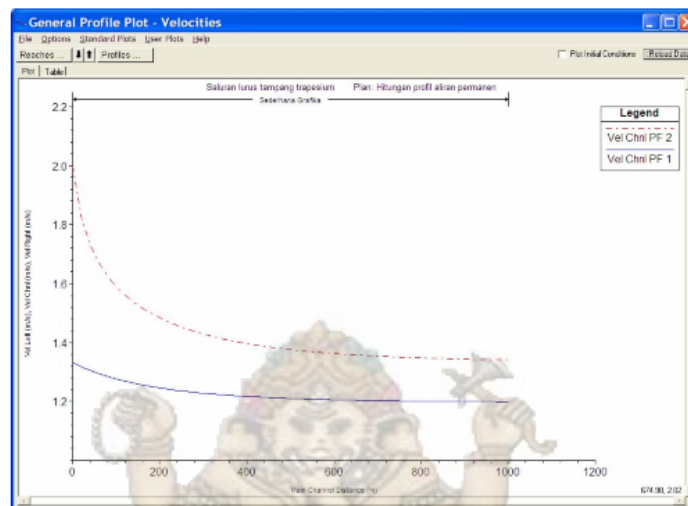 General Profile Plot - Velocities
File Options Standard Plots User Plots Help
Reaches ... Profiles ... Plot Initial Conditions Reload Data
Plot Table
Saluran lurus tampang trapesium Plan: Hitungan profil aliran permanen
Sederhana Grafika
Legend
Vel Chnl PF 2
Vel Chnl PF 1
2.2
2.0
1.8
1.6
1.4
1.2
Vel Left (m/s), Vel Chnl (m/s), Vel Right (m/s)
0 200 400 600 800 1000 1200
Main Channel Distance (m)
674.90, 2.02